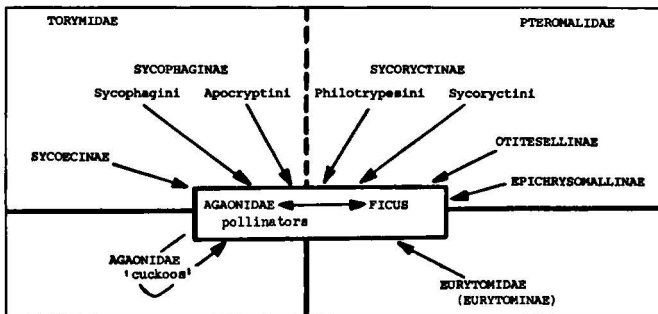 TORYMIDAE
PTEROMALIDAE
SYCOPHAGINAE
SYCORYCTINAE
Sycophagini Apocryptini Philotrypesini Sycoryctini
SYCOECINAE
OTITESELLINAE
EPICHRYSOMALLINAE
AGAONIDAE FICUS
pollinators
AGAONIDAE
'cuckoos'
EURYTOMIDAE
(EURYTOMINAE)